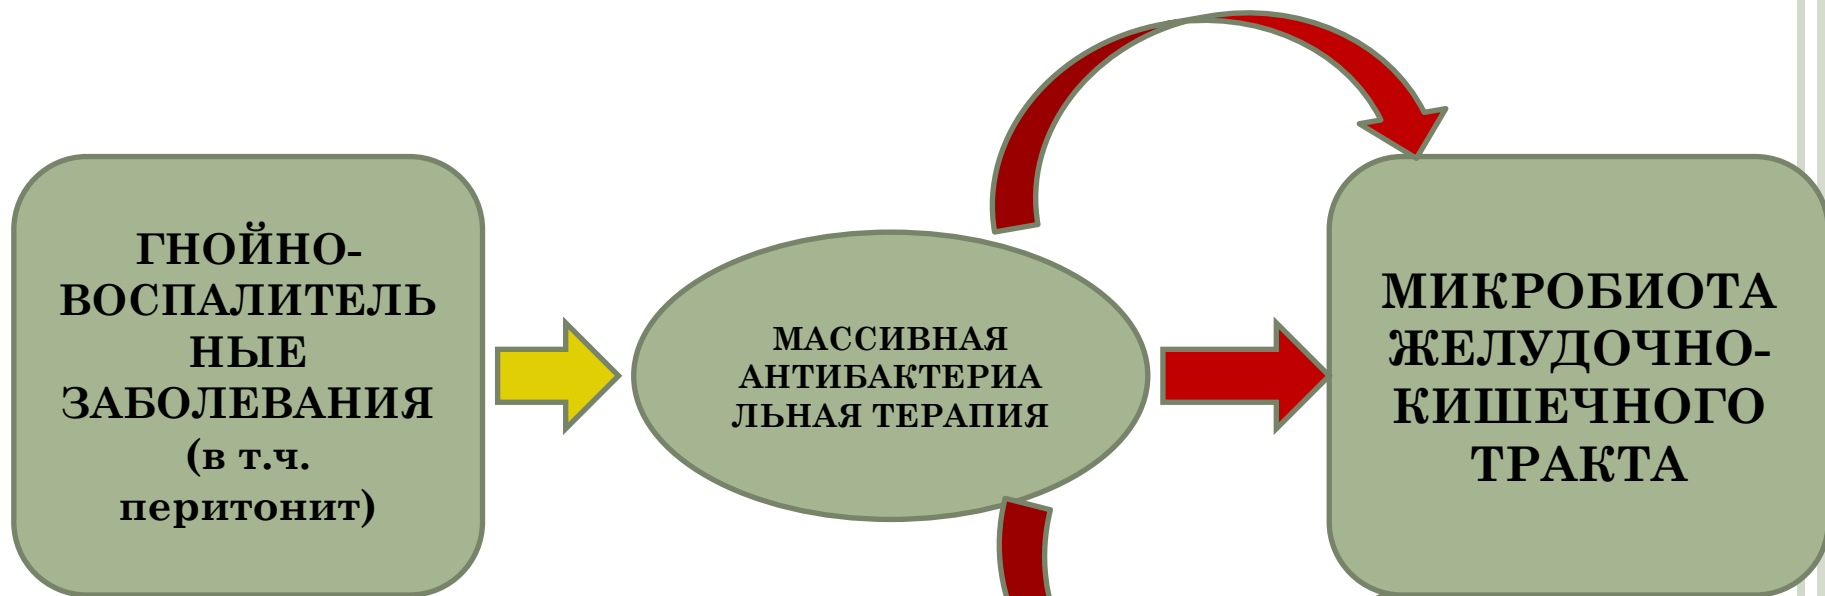 ГНОЙНО-
ВОСПАЛИТЕЛЬ
НЫЕ
ЗАБОЛЕВАНИЯ
(в т.ч.
перитонит)
МАССИВНАЯ
АНТИБАКТЕРИА
ЛЬНАЯ ТЕРАПИЯ
МИКРОБИОТА
ЖЕЛУДОЧНО-
КИШЕЧНОГО
ТРАКТА